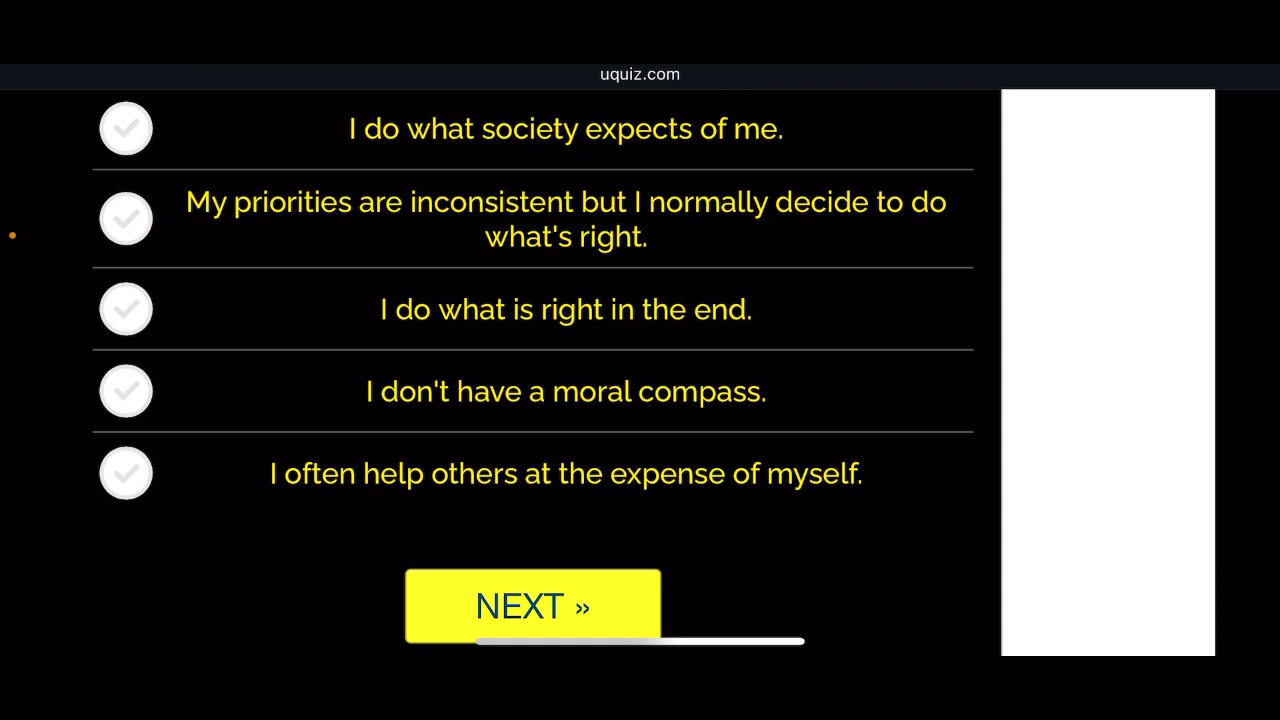 uquiz.com
I do what society expects of me.
My priorities are inconsistent but I normally decide to do
what's right.
I do what is right in the end.
I don't have a moral compass.
I often help others at the expense of myself.
NEXT »